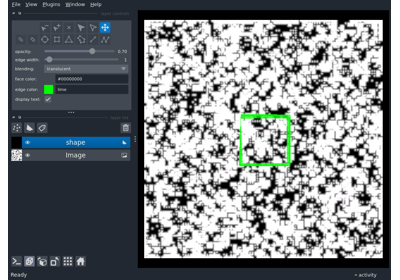 File View Plugins Window Help
opacity: 0.70
edge width: 1
blending: translucent
face color: #00000000
edge color: lime
display text: ✓
shape
Image
Ready
activity